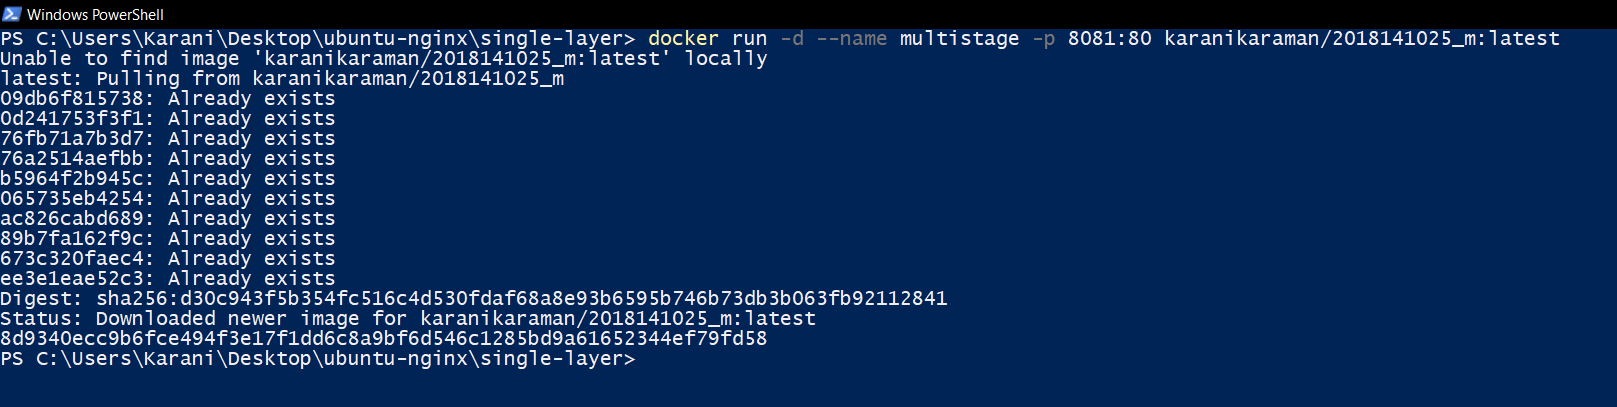 Windows PowerShell
PS C:\Users\Karani\Desktop\ubuntu-nginx\single-layer> docker run -d --name multistage -p 8081:80 karanikaraman/2018141025_m:latest
Unable to find image 'karanikaraman/2018141025_m:latest' locally
latest: Pulling from karanikaraman/2018141025_m
09db6f815738: Already exists
0d241753f3f1: Already exists
76fb71a7b3d7: Already exists
76a2514aefbb: Already exists
b5964f2b945c: Already exists
065735eb4254: Already exists
ac826cabd689: Already exists
89b7fa162f9c: Already exists
673c320faec4: Already exists
ee3e1eae52c3: Already exists
Digest: sha256:d30c943f5b354fc516c4d530fdaf68a8e93b6595b746b73db3b063fb92112841
Status: Downloaded newer image for karanikaraman/2018141025_m:latest
8d9340ecc9b6fce494f3e17f1dd6c8a9bf6d546c1285bd9a61652344ef79fd58
PS C:\Users\Karani\Desktop\ubuntu-nginx\single-layer>